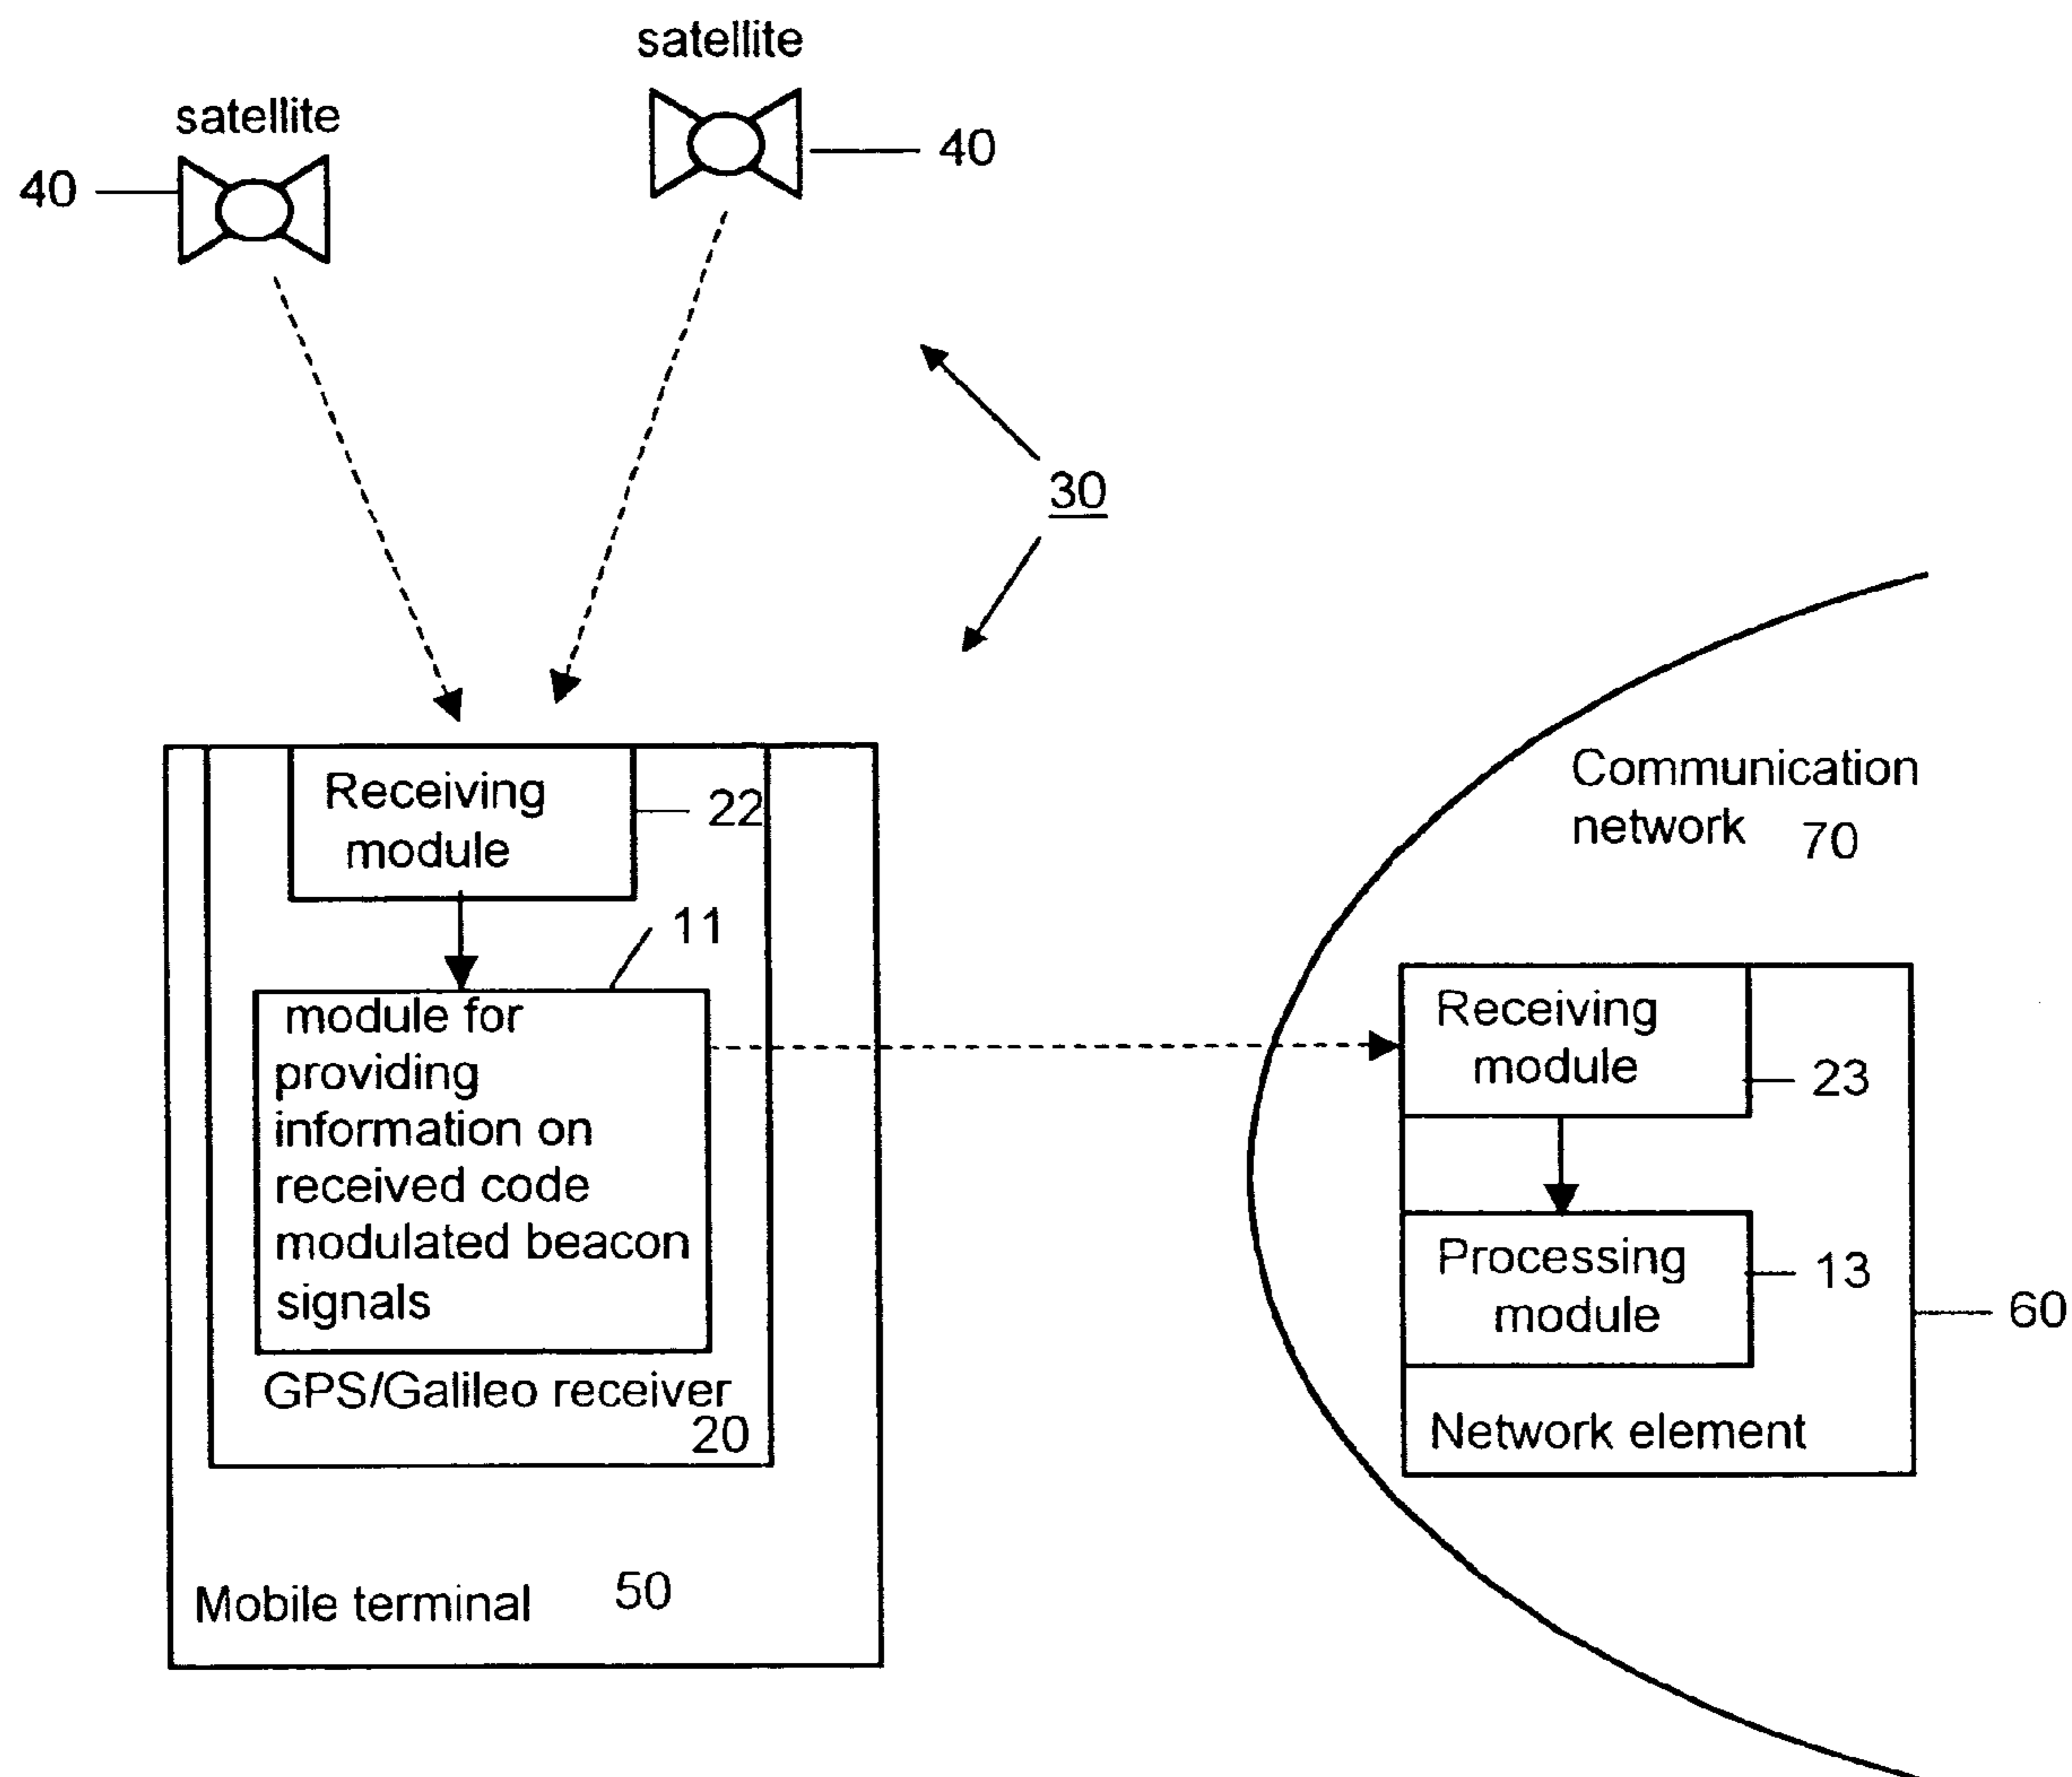 satellite
satellite
40
40
30
Receiving
module
22
11
module for
providing
information on
received code
modulated beacon
signals
GPS/Galileo receiver
20
Mobile terminal 50
Communication
network 70
Receiving
module
23
Processing
module
13
60
Network element